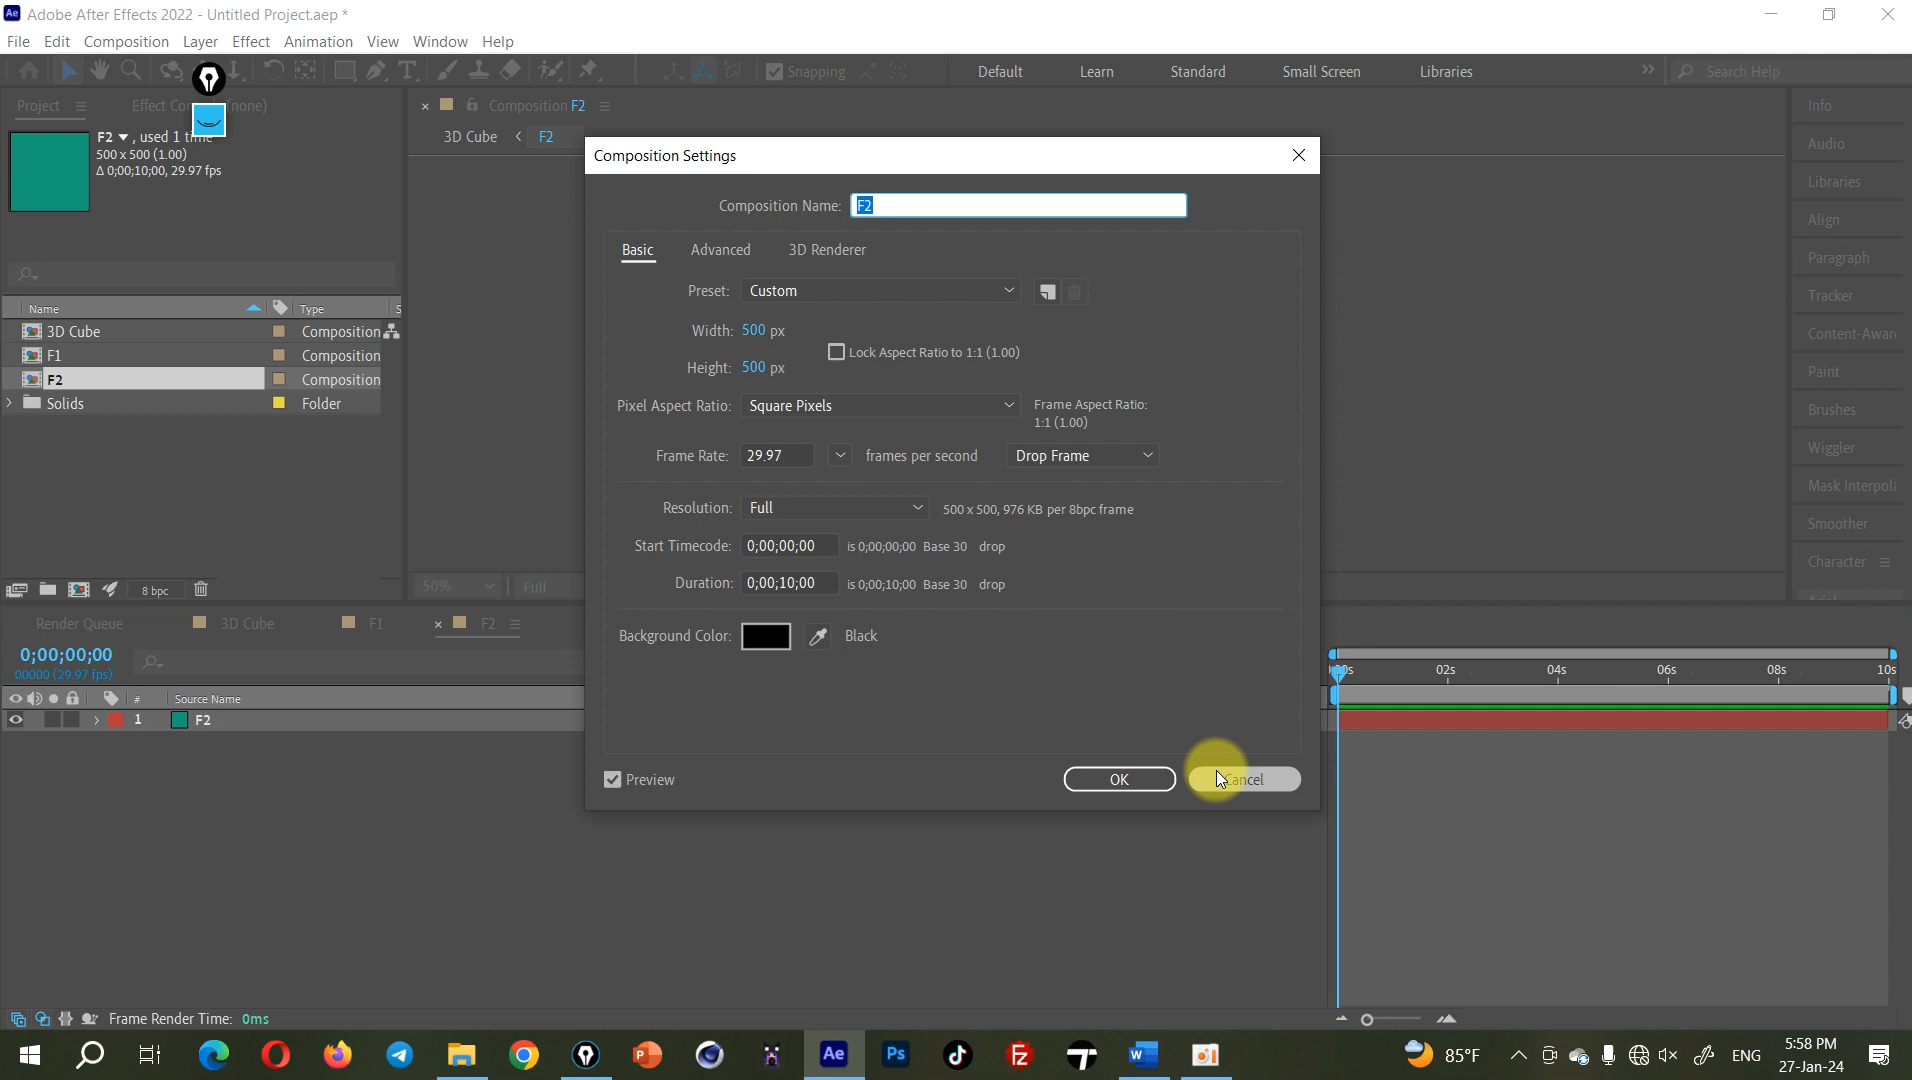 Adobe After Effects 2022 - Untitled Project.aep *
File Edit Composition Layer Effect Animation View Window Help
Snapping Default Learn Standard Small Screen Libraries Search Help
Project (none)
Composition F2
3D Cube F2
F2 , used 1 time
500 x 500 (1.00)
Δ 0;00;10;00, 29.97 fps
Name Type
3D Cube Composition
F1 Composition
F2 Composition
Solids Folder
8 bpc
50% Full
Composition Settings
Composition Name: F2
Basic Advanced 3D Renderer
Preset: Custom
Width: 500 px
Lock Aspect Ratio to 1:1 (1.00)
Height: 500 px
Pixel Aspect Ratio: Square Pixels
Frame Aspect Ratio:
1:1 (1.00)
Frame Rate: 29.97 frames per second Drop Frame
Resolution: Full 500 x 500, 976 KB per 8bpc frame
Start Timecode: 0;00;00;00 is 0;00;00;00 Base 30 drop
Duration: 0;00;10;00 is 0;00;10;00 Base 30 drop
Background Color: Black
Preview OK Cancel
Info
Audio
Libraries
Align
Paragraph
Tracker
Content-Aware
Paint
Brushes
Wiggler
Mask Interpola
Smoother
Character
Render Queue 3D Cube F1 F2
0;00;00;00
00000 (29.97 fps)
# Source Name
1 F2
02s 04s 06s 08s 10s
Frame Render Time: 0ms
Ae Ps
85°F ENG
5:58 PM
27-Jan-24